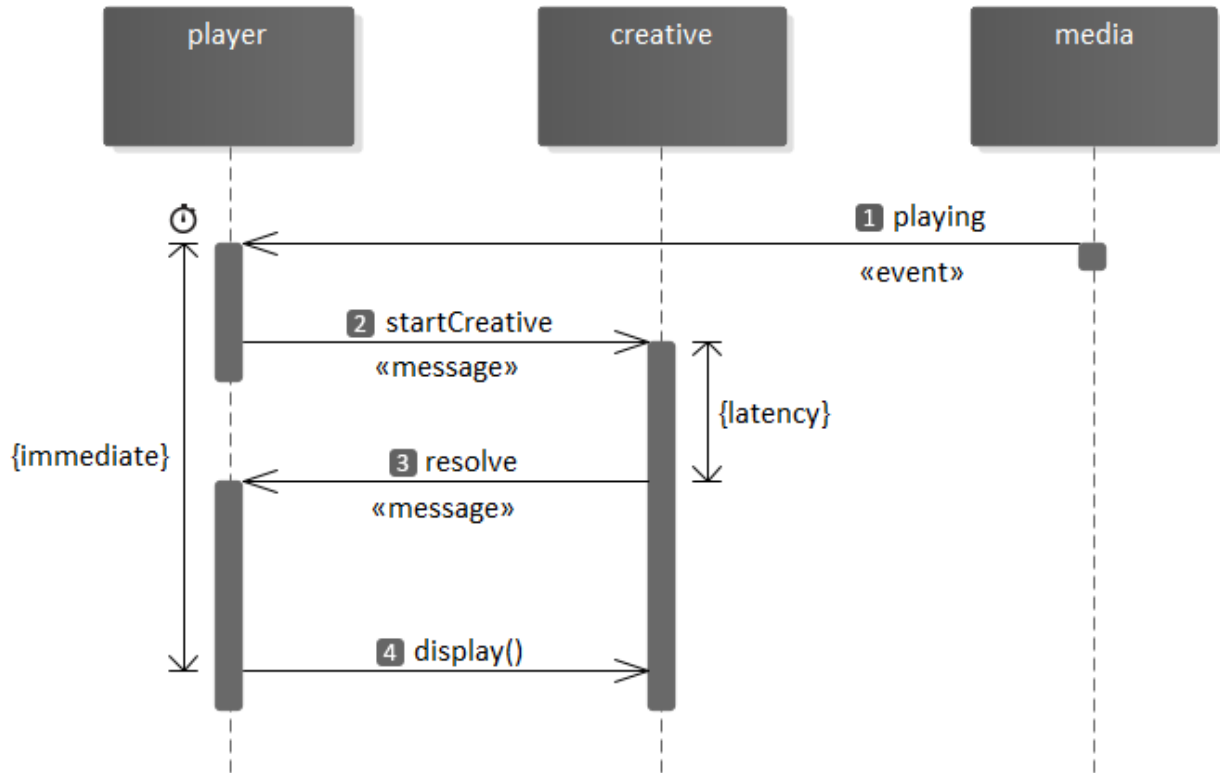 player
creative
media
1 playing
«event»
2 startCreative
«message»
{latency}
{immediate}
3 resolve
«message»
4 display()